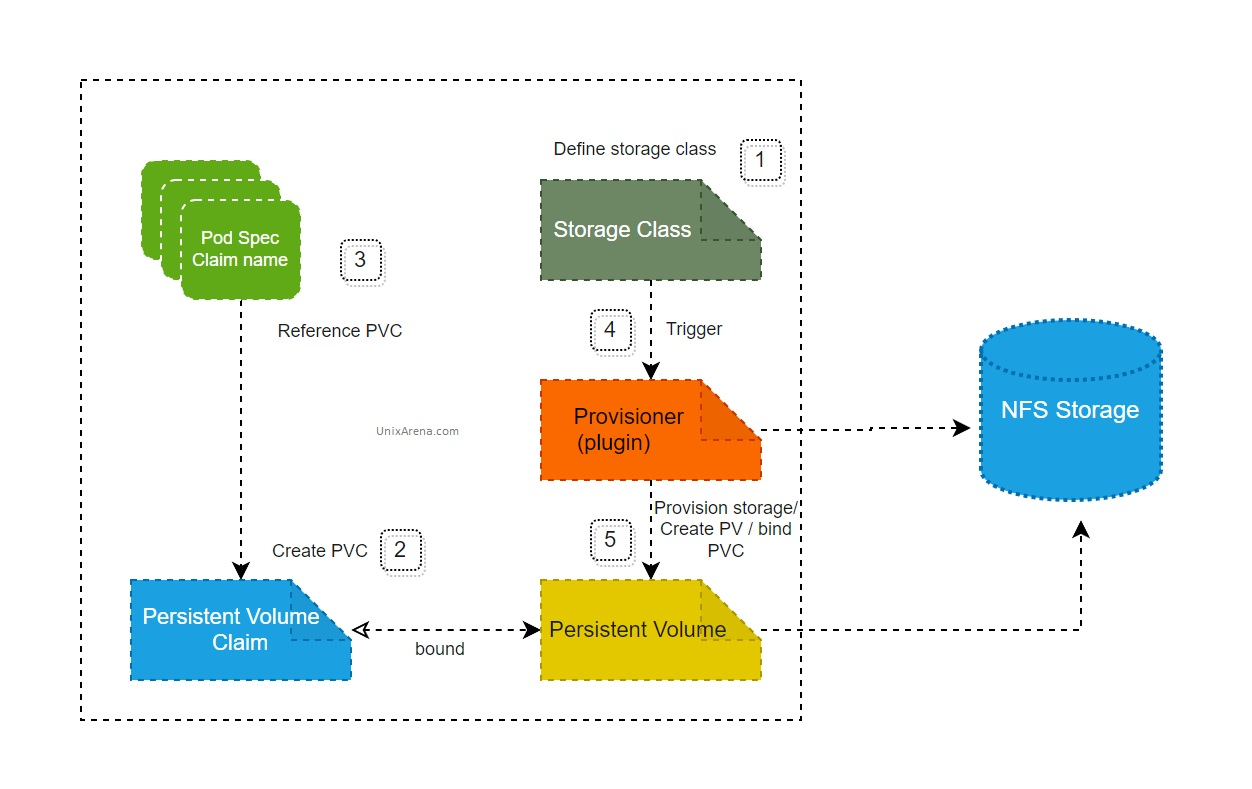 Define storage class
1
Storage Class
Pod Spec
Claim name
3
Reference PVC
4
Trigger
Provisioner
(plugin)
NFS Storage
UnixArena.com
Provision storage/
Create PV / bind
PVC
5
Create PVC
2
Persistent Volume
Claim
bound
Persistent Volume